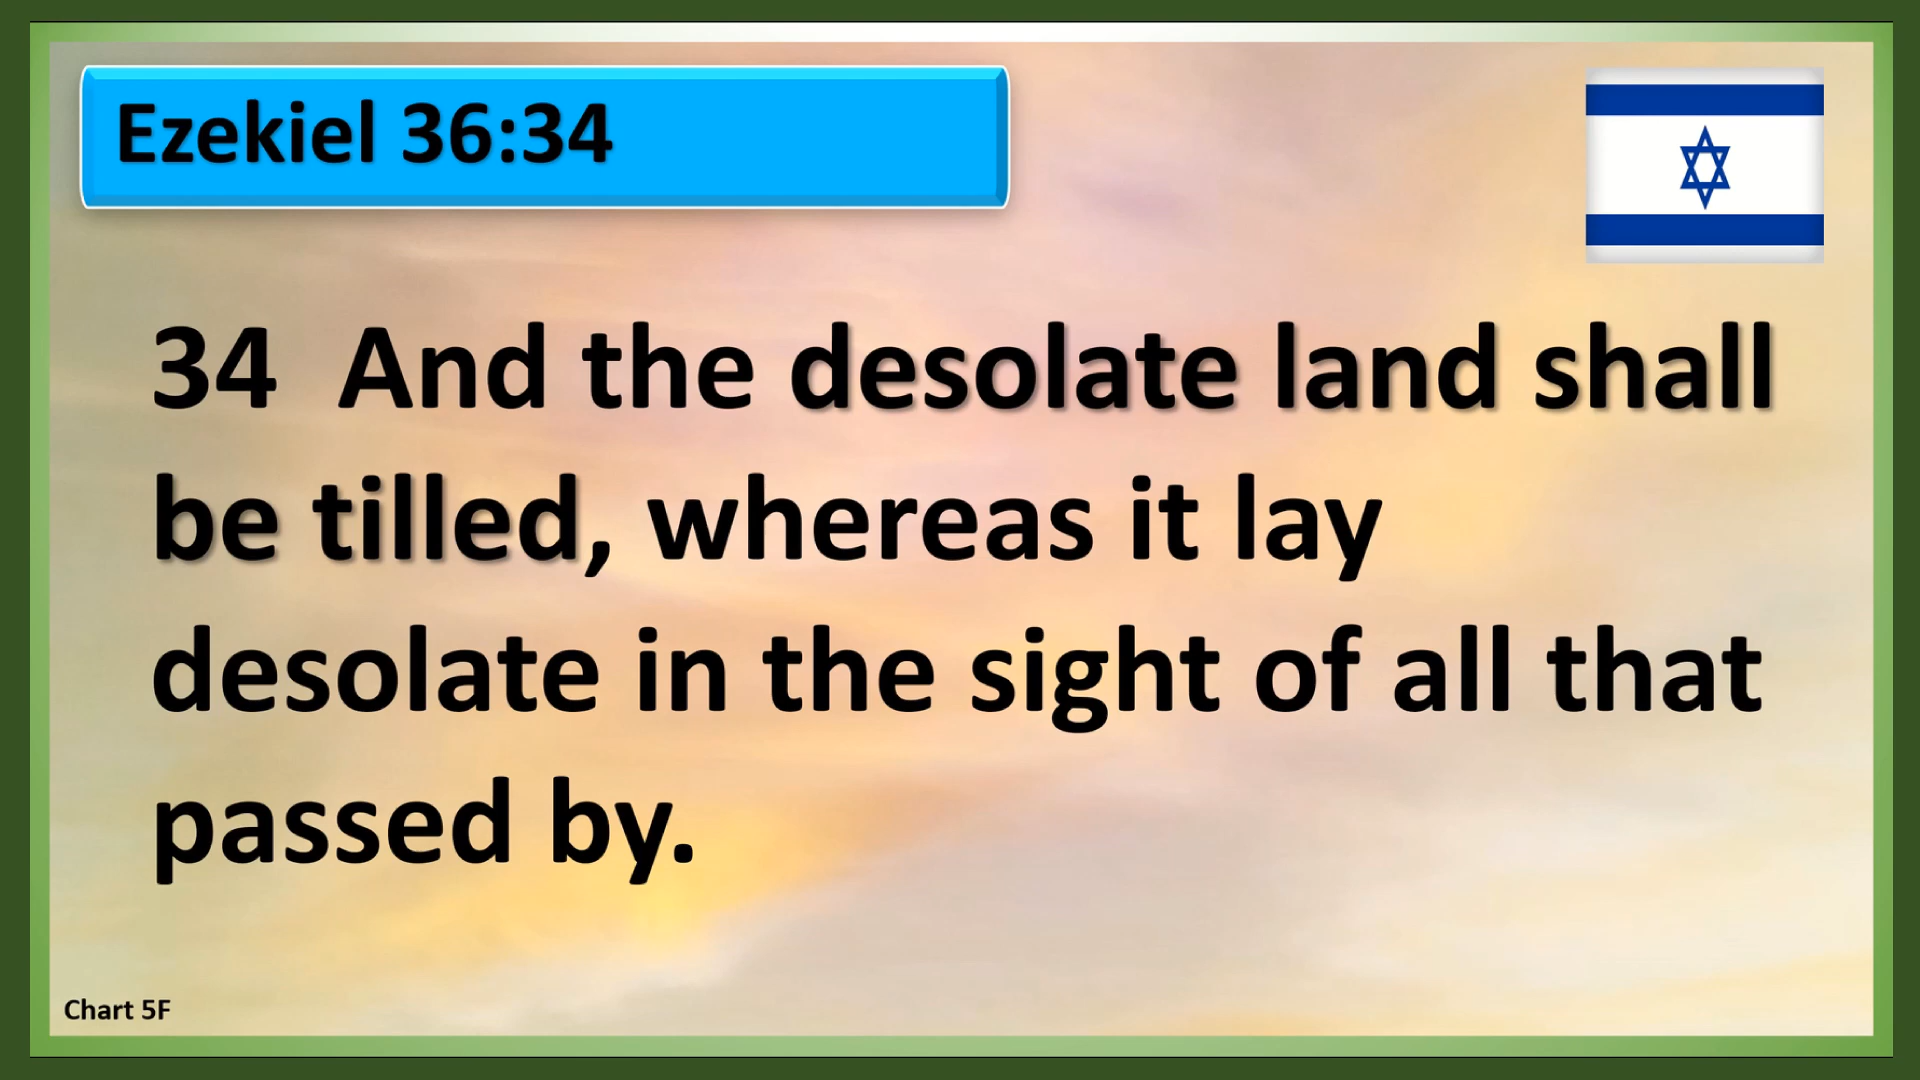 Ezekiel 36:34
34 And the desolate land shall
be tilled, whereas it lay
desolate in the sight of all that
passed by.
Chart 5F